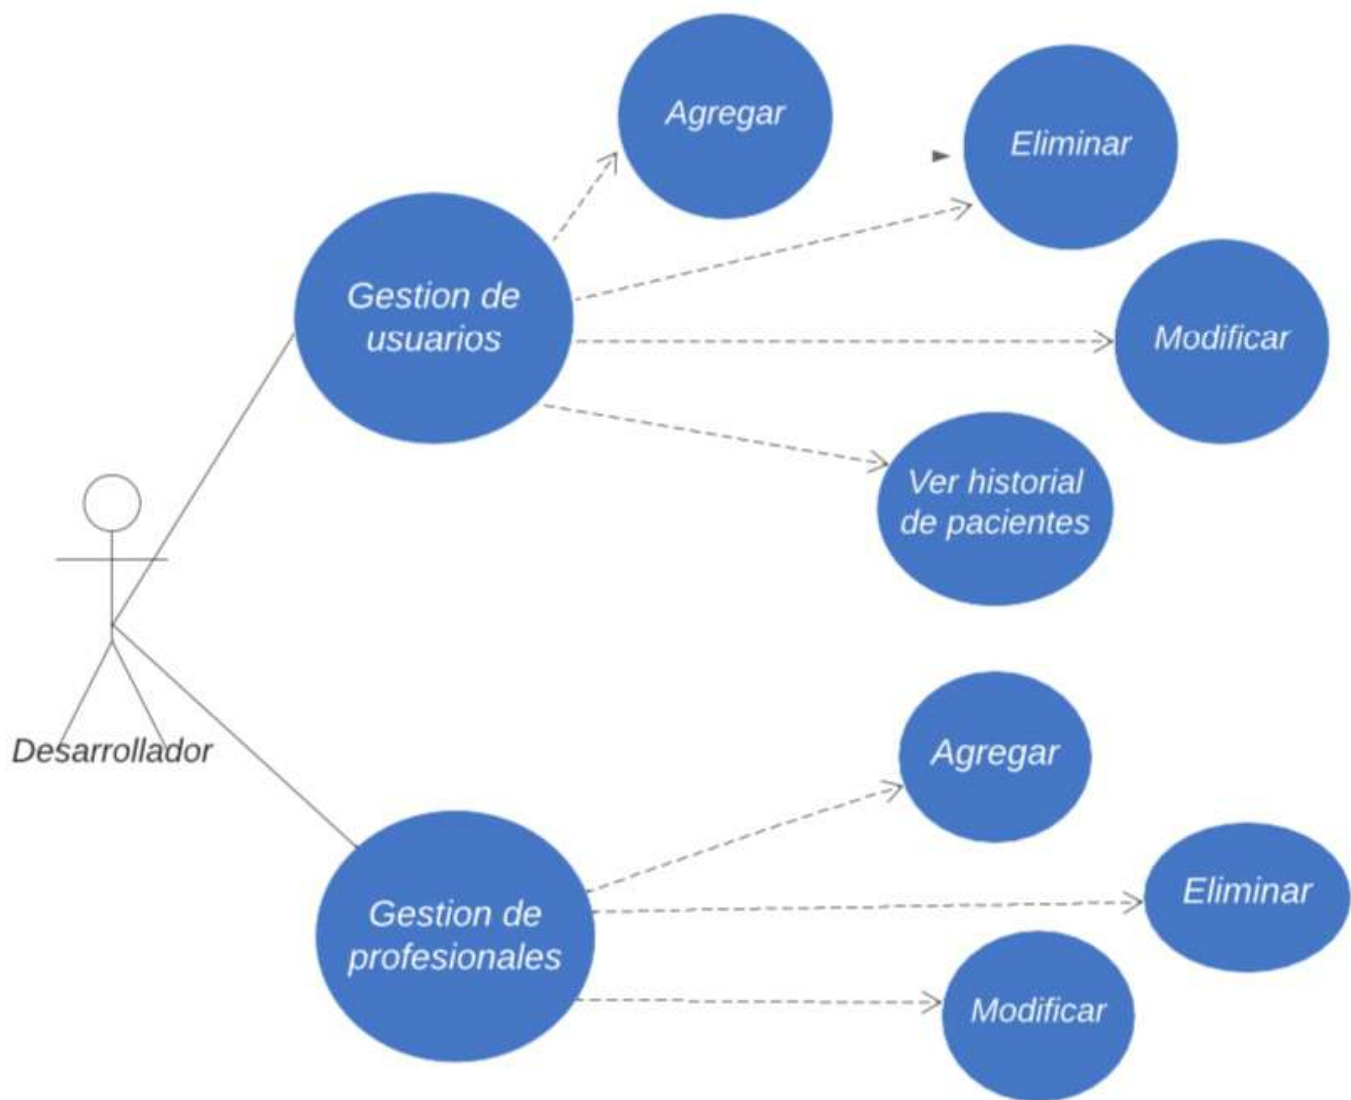 Agregar
Eliminar
Gestion de
usuarios
Modificar
Ver historial
de pacientes
Desarrollador
Agregar
Eliminar
Gestion de
profesionales
Modificar